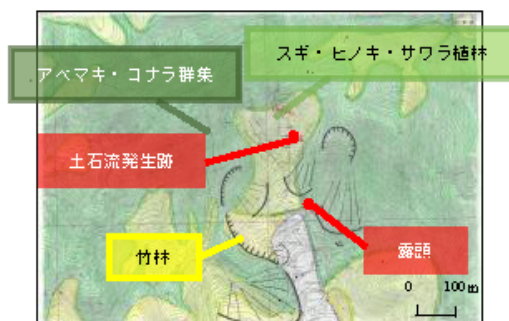 スギ・ヒノキ・サワラ植林
アベマキ・コナラ群集
土石流発生跡
竹林
露頭
0 100m